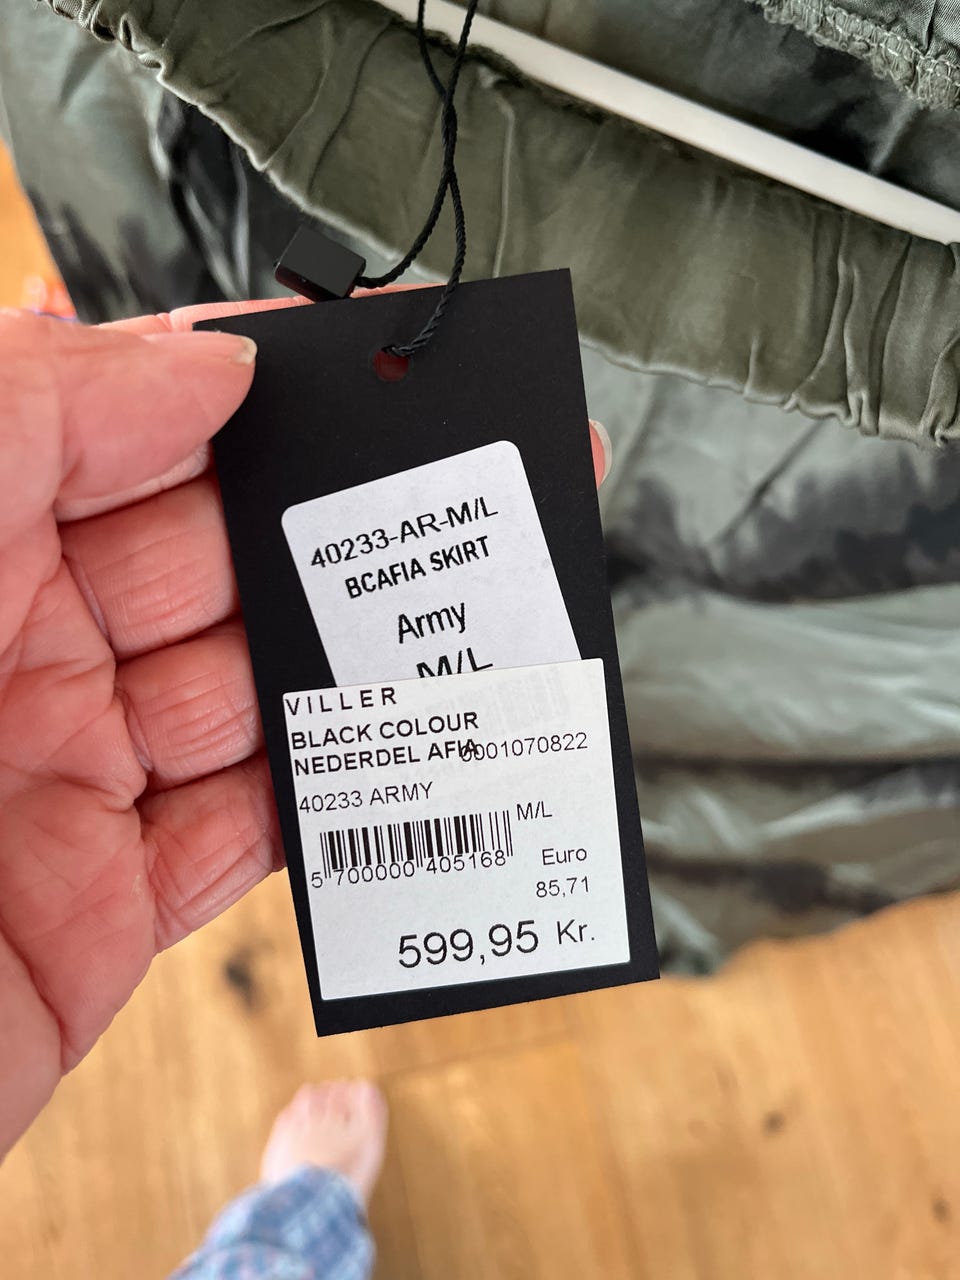 40233-AR-M/L
BCAFIA SKIRT
Army
M/L
VILLER
BLACK COLOUR
NEDERDEL AFIA
0001070822
40233 ARMY
M/L
5 700000 405168
Euro
85,71
599,95 Kr.